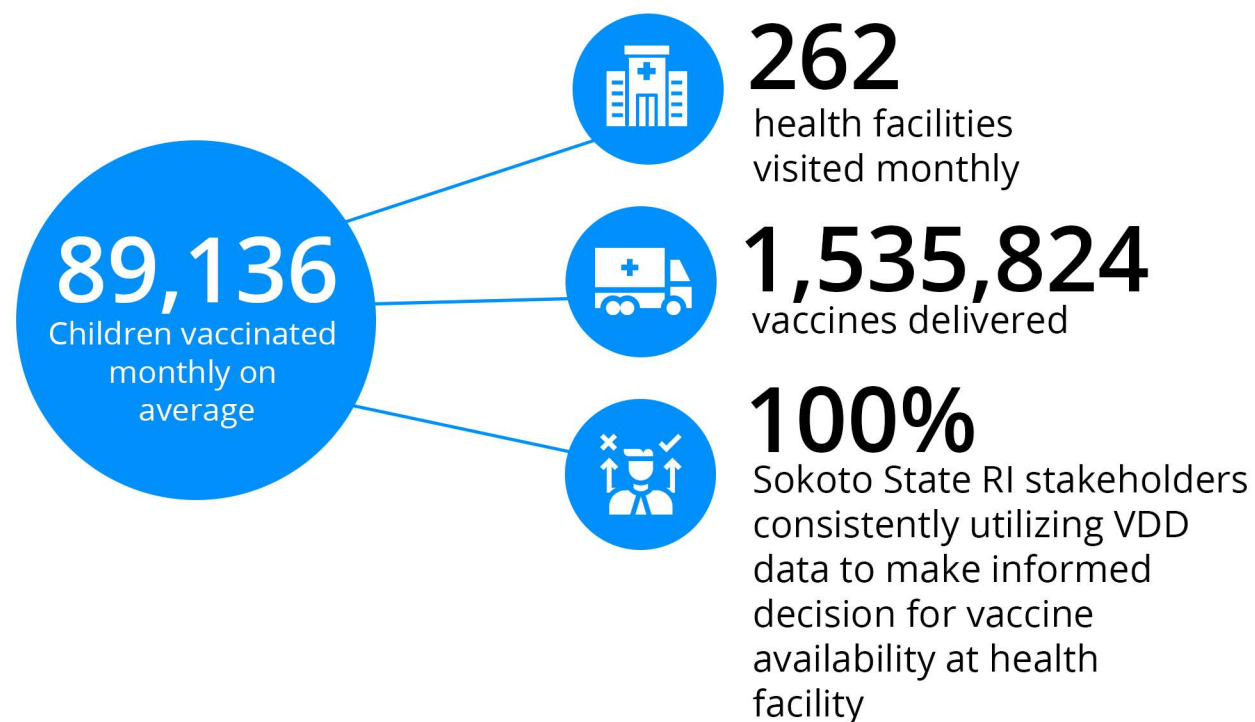 89,136
Children vaccinated
monthly on
average
262
health facilities
visited monthly
1,535,824
vaccines delivered
100%
Sokoto State RI stakeholders
consistently utilizing VDD
data to make informed
decision for vaccine
availability at health
facility